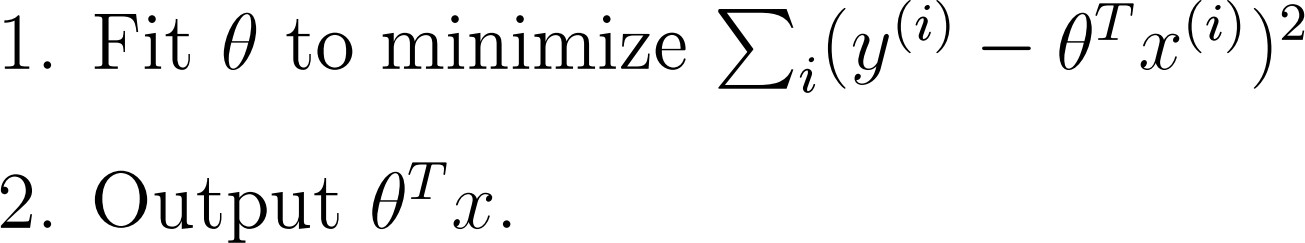 1. Fit θ to minimize ∑ᵢ(y⁽ⁱ⁾ − θᵀx⁽ⁱ⁾)²
2. Output θᵀx.